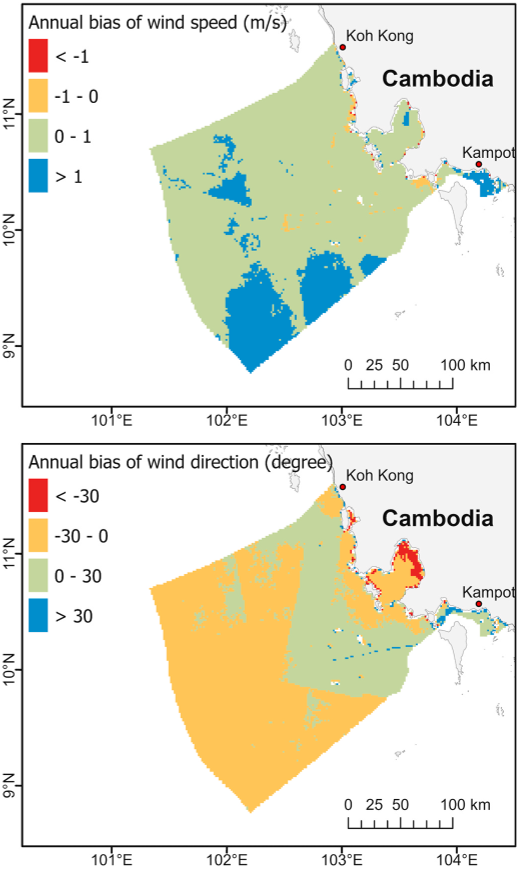 Annual bias of wind speed (m/s)
< -1
-1 - 0
0 - 1
> 1
Koh Kong
Cambodia
Kampot
11°N
10°N
9°N
0 25 50 100 km
101°E 102°E 103°E 104°E
Annual bias of wind direction (degree)
< -30
-30 - 0
0 - 30
> 30
Koh Kong
Cambodia
Kampot
11°N
10°N
9°N
0 25 50 100 km
101°E 102°E 103°E 104°E